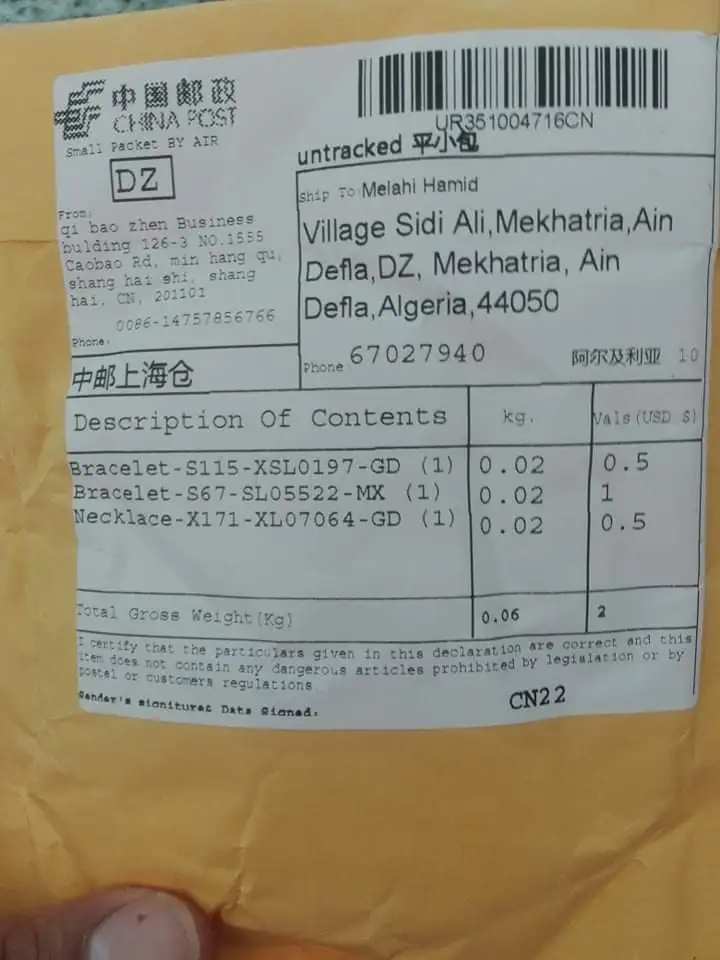 中国邮政
CHINA POST
Small Packet BY AIR
DZ
UR351004716CN
untracked 平小包
From:
qi bao zhen Business
bulding 126-3 NO.1555
Caobao Rd, min hang qu,
shang hai shi, shang
hai, CN, 201101
0086-14757856766
Phone:
中邮上海仓
Ship To Melahi Hamid
Village Sidi Ali,Mekhatria,Ain
Defla,DZ, Mekhatria, Ain
Defla,Algeria,44050
Phone 67027940 阿尔及利亚 10
Description Of Contents kg. Vals(USD $)
Bracelet-S115-XSL0197-GD (1) 0.02 0.5
Bracelet-S67-SL05522-MX (1) 0.02 1
Necklace-X171-XL07064-GD (1) 0.02 0.5
Total Gross Weight(Kg) 0.06 2
I certify that the particulars given in this declaration are correct and this
item does not contain any dangerous articles prohibited by legislation or by
postal or customers regulations
Sender's signiture& Data Signed:
CN22